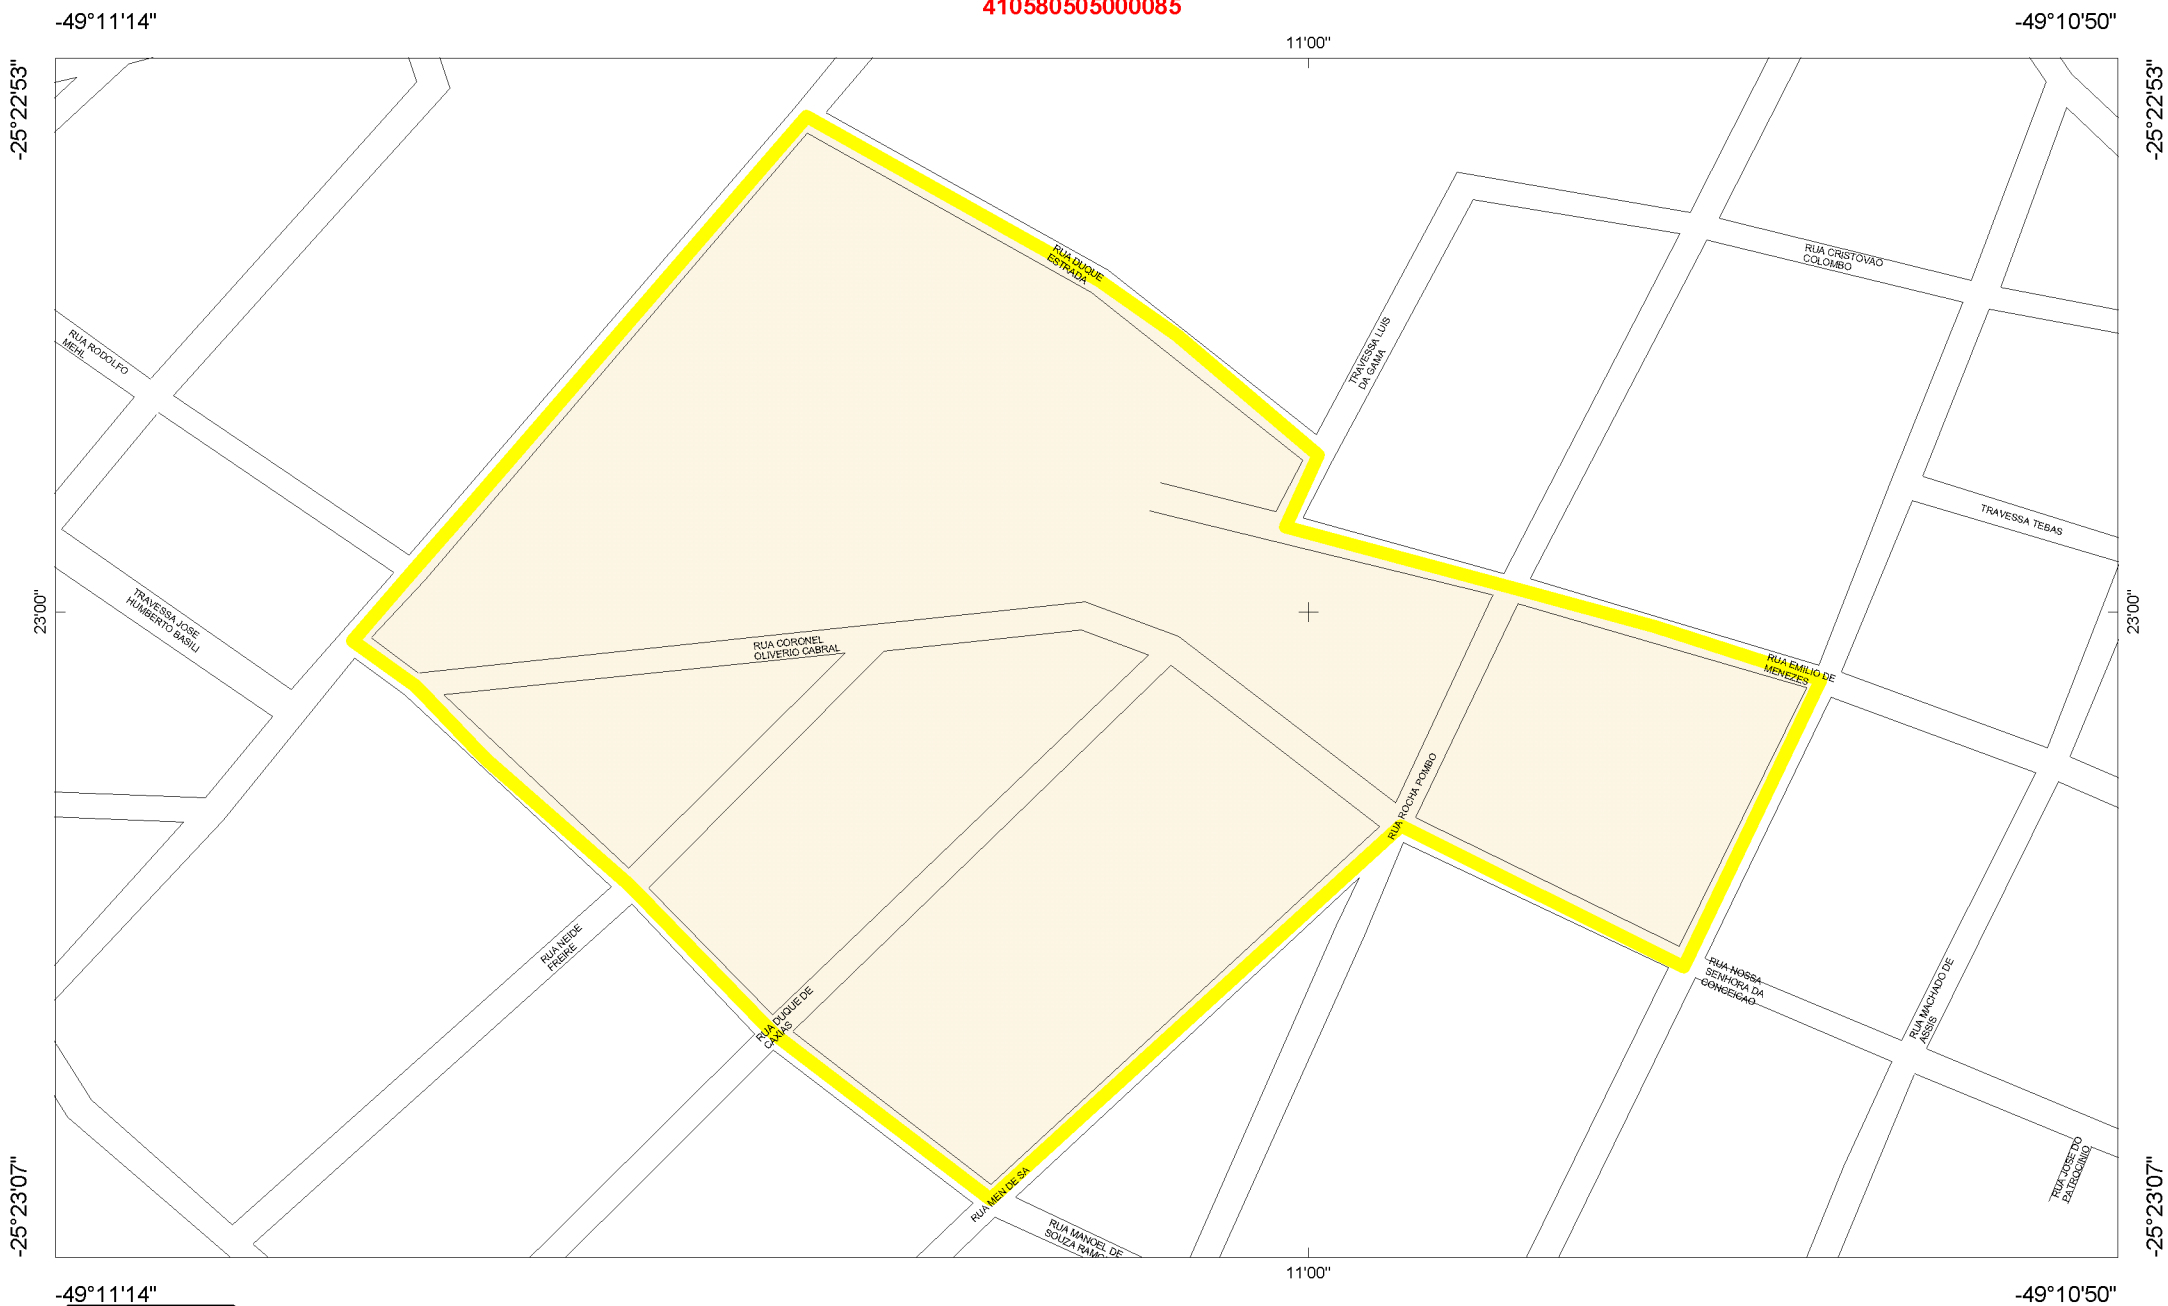 410580505000085
-49°11'14"
-49°10'50"
11'00"
-25°22'53"
-25°22'53"
RUA DUQUE
ESTRADA
RUA CRISTOVAO
COLOMBO
TRAVESSA LUIS
DA GAMA
RUA RODOLFO
MEHL
TRAVESSA TEBAS
TRAVESSA JOSE
HUMBERTO BASILI
23'00"
23'00"
RUA CORONEL
OLIVERIO CABRAL
RUA EMILIO DE
MENEZES
RUA ROCHA POMBO
RUA NEIDE
FREIRE
RUA NOSSA
SENHORA DA
CONCEICAO
RUA DUQUE DE
CAXIAS
RUA MACHADO DE
ASSIS
RUA MEN DE SA
RUA JOSE DO
PATROCINIO
RUA MANOEL DE
SOUZA RAMO
-25°23'07"
-25°23'07"
11'00"
-49°11'14"
-49°10'50"